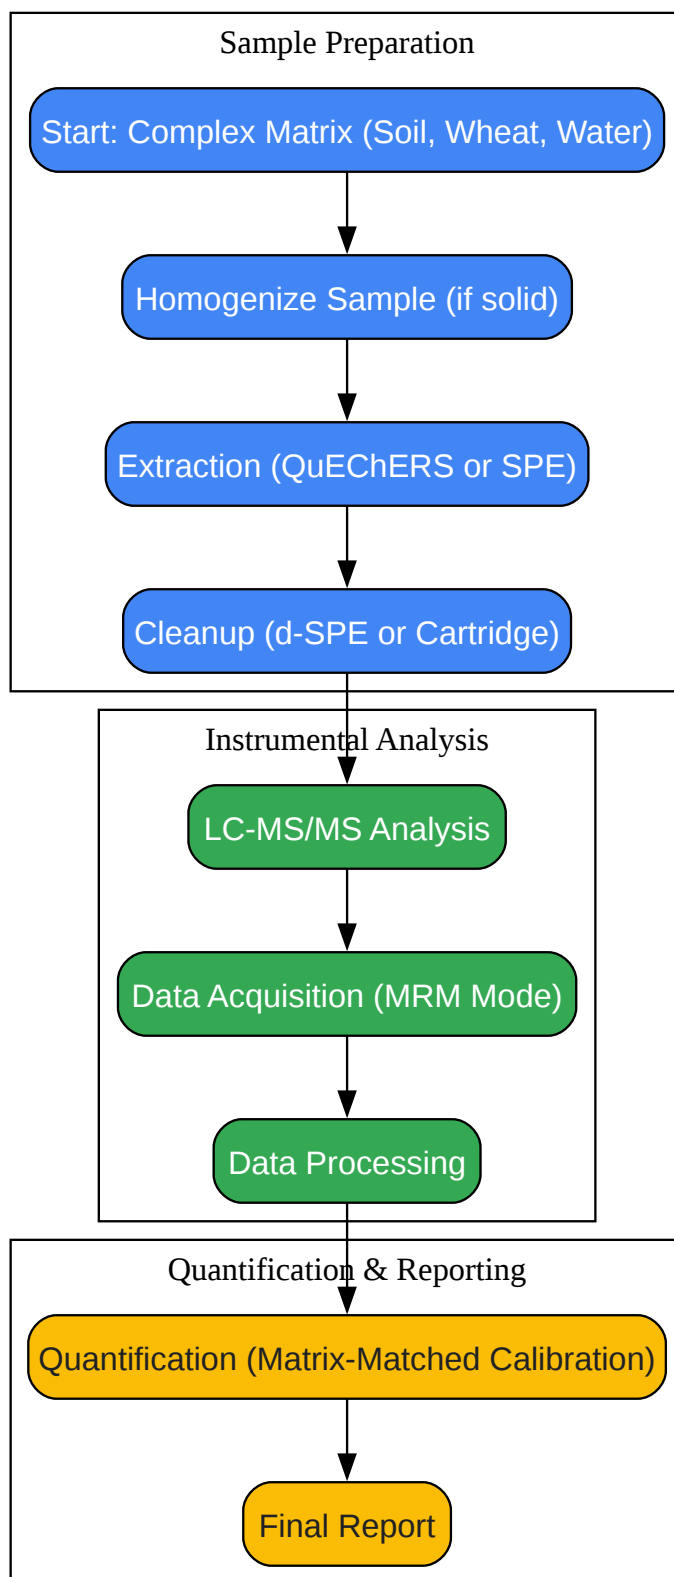 Sample Preparation
Start: Complex Matrix (Soil, Wheat, Water)
Homogenize Sample (if solid)
Extraction (QuEChERS or SPE)
Cleanup (d-SPE or Cartridge)
Instrumental Analysis
LC-MS/MS Analysis
Data Acquisition (MRM Mode)
Data Processing
Quantification & Reporting
Quantification (Matrix-Matched Calibration)
Final Report